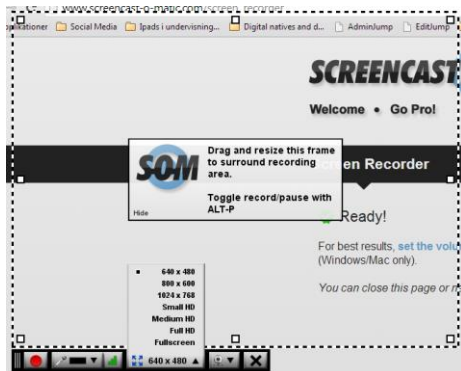 www.screencast-o-matic.com/screen_recorder
plikationer Social Media Ipads i undervisning... Digital natives and d... AdminJump EditJump
SCREENCAST
Welcome • Go Pro!
Drag and resize this frame
to surround recording
area.
SOM
een Recorder
Toggle record/pause with
ALT-P
Hide
Ready!
For best results, set the volu
(Windows/Mac only).
You can close this page or m
640 x 480
800 x 600
1024 x 768
Small HD
Medium HD
Full HD
Fullscreen
640 x 480